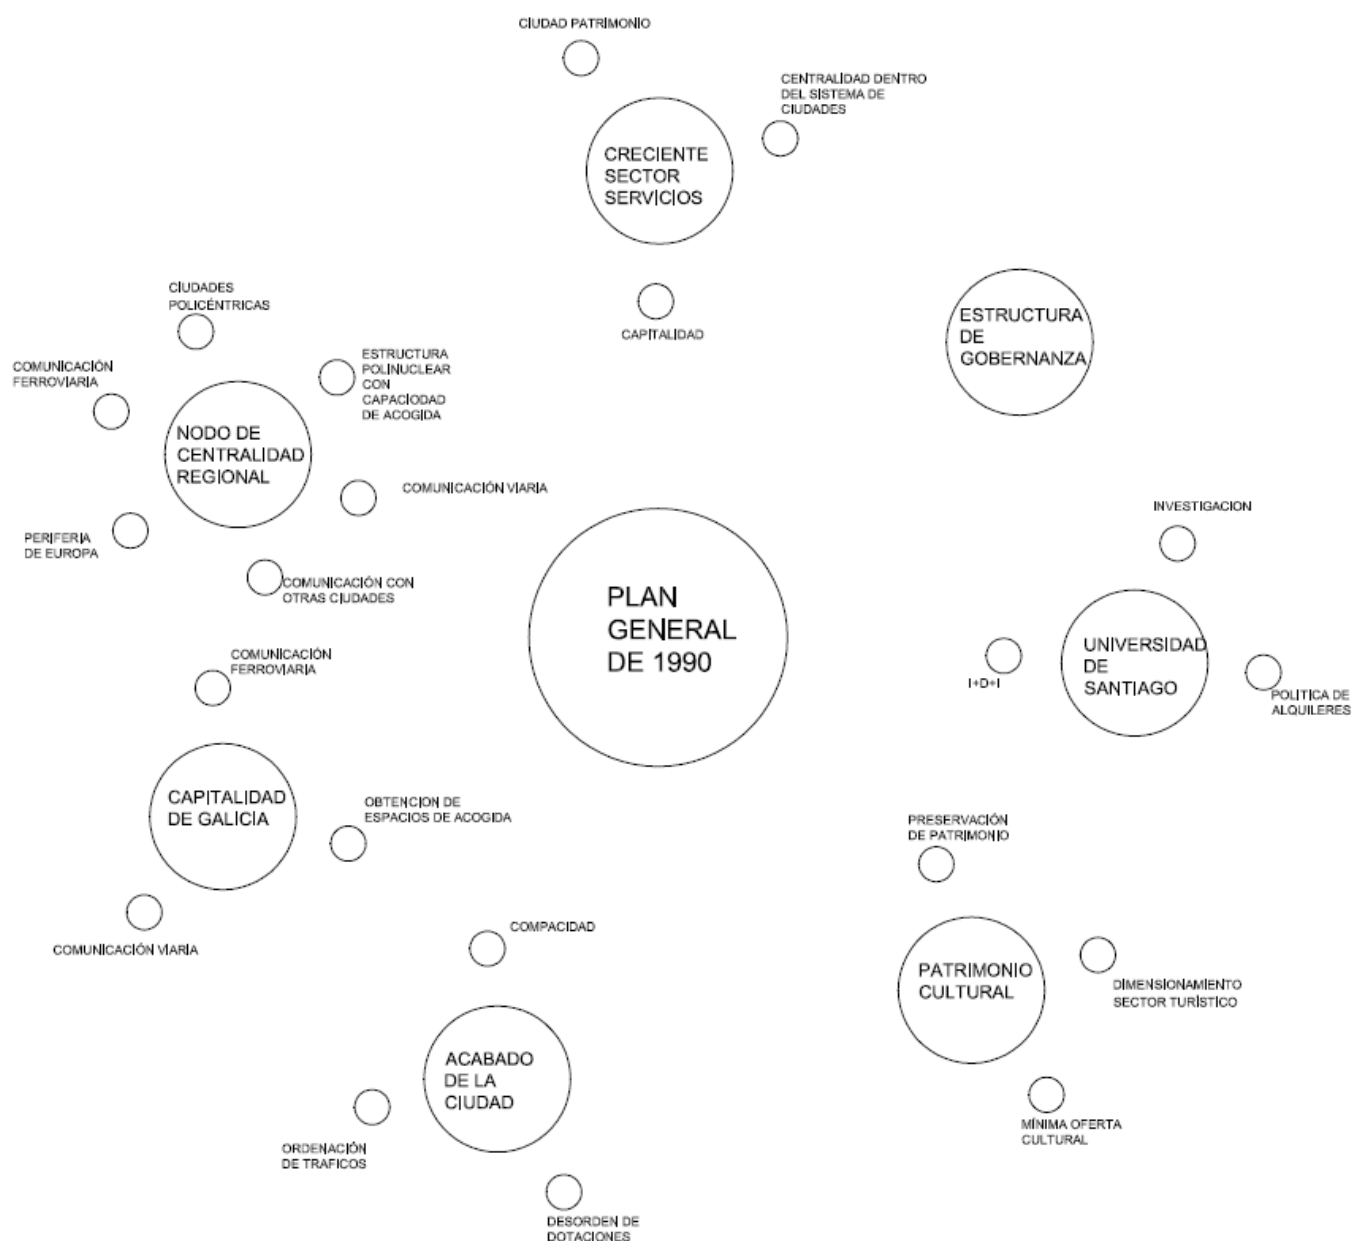 CIUDAD PATRIMONIO
CENTRALIDAD DENTRO
DEL SISTEMA DE
CIUDADES
CRECIENTE
SECTOR
SERVICIOS
CAPITALIDAD
ESTRUCTURA
DE
GOBERNANZA
CIUDADES
POLICÉNTRICAS
COMUNICACIÓN
FERROVIARIA
ESTRUCTURA
POLINUCLEAR
CON
CAPACIODAD
DE ACOGIDA
NODO DE
CENTRALIDAD
REGIONAL
COMUNICACIÓN VIARIA
PERIFERIA
DE EUROPA
COMUNICACIÓN CON
OTRAS CIUDADES
PLAN
GENERAL
DE 1990
INVESTIGACION
UNIVERSIDAD
DE
SANTIAGO
I+D+I
POLITICA DE
ALQUILERES
COMUNICACIÓN
FERROVIARIA
CAPITALIDAD
DE GALICIA
OBTENCION DE
ESPACIOS DE ACOGIDA
COMUNICACIÓN VIARIA
PRESERVACIÓN
DE PATRIMONIO
PATRIMONIO
CULTURAL
DIMENSIONAMIENTO
SECTOR TURÍSTICO
MÍNIMA OFERTA
CULTURAL
COMPACIDAD
ACABADO
DE LA
CIUDAD
ORDENACIÓN
DE TRAFICOS
DESORDEN DE
DOTACIONES